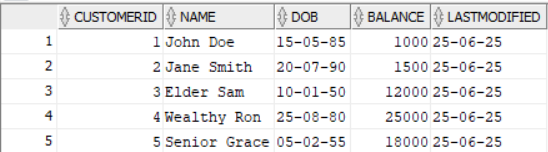 CUSTOMERID NAME DOB BALANCE LASTMODIFIED
1 1 John Doe 15-05-85 1000 25-06-25
2 2 Jane Smith 20-07-90 1500 25-06-25
3 3 Elder Sam 10-01-50 12000 25-06-25
4 4 Wealthy Ron 25-08-80 25000 25-06-25
5 5 Senior Grace 05-02-55 18000 25-06-25